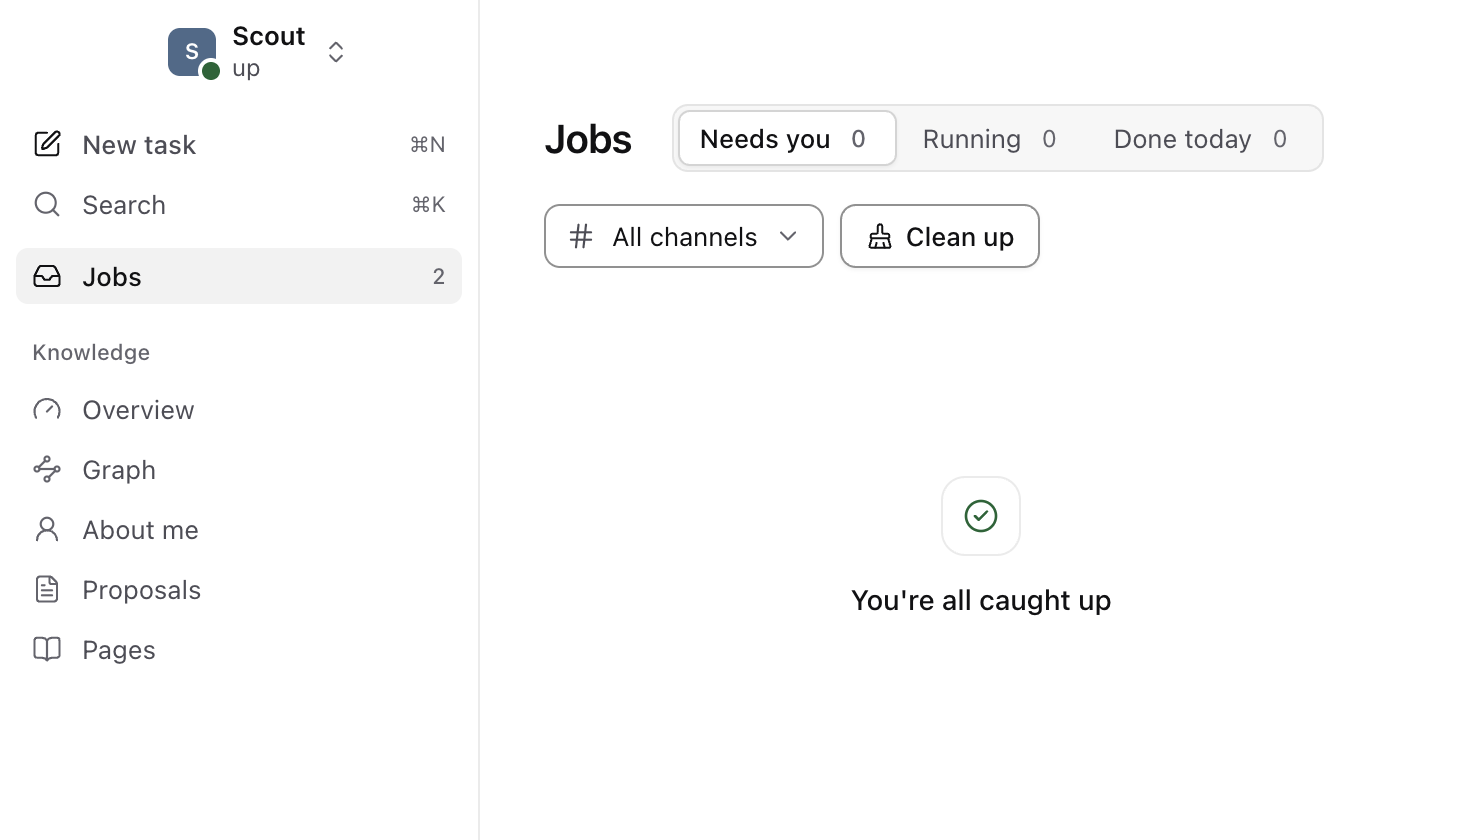 S
Scout
up
New task ⌘N
Search ⌘K
Jobs 2
Knowledge
Overview
Graph
About me
Proposals
Pages
Jobs Needs you 0 Running 0 Done today 0
# All channels Clean up
You're all caught up